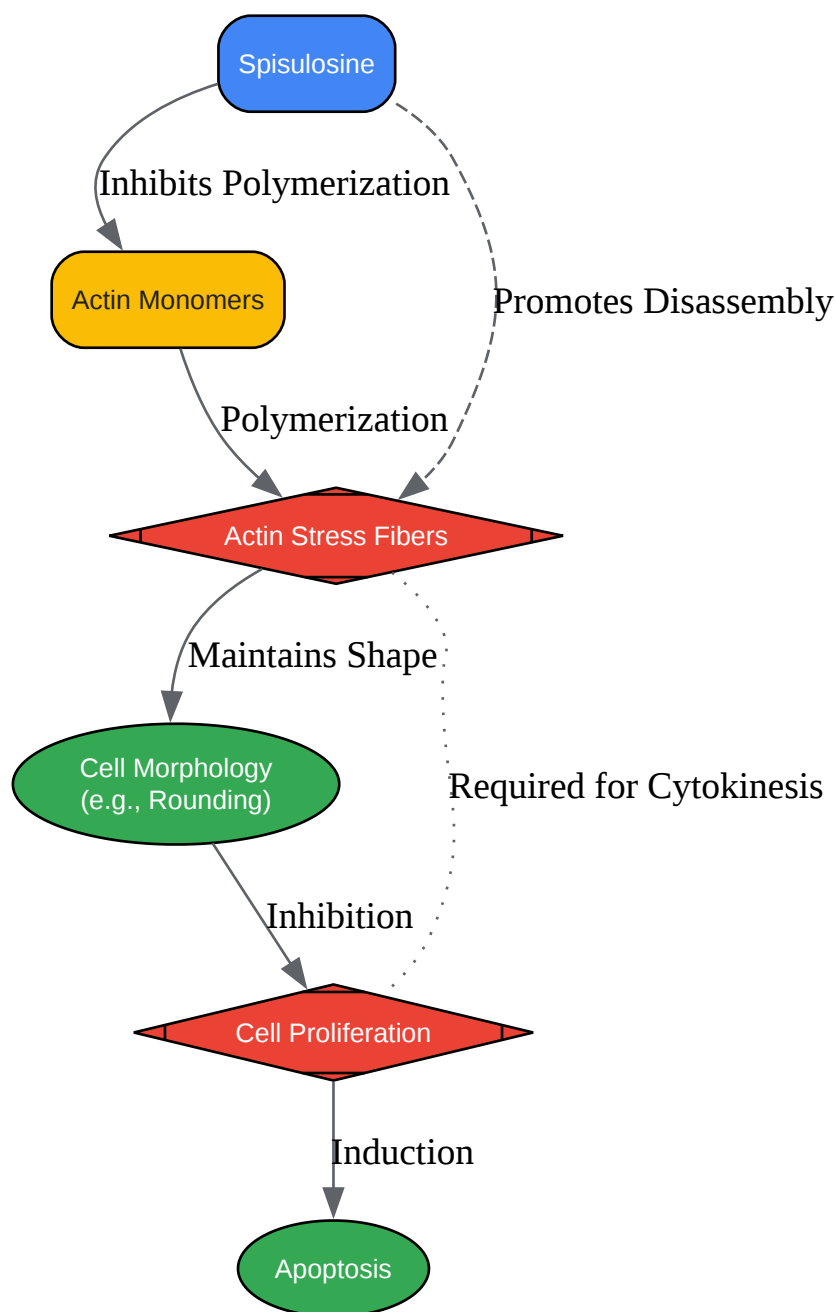 Spisulosine
Inhibits Polymerization
Actin Monomers
Promotes Disassembly
Polymerization
Actin Stress Fibers
Maintains Shape
Cell Morphology
(e.g., Rounding)
Required for Cytokinesis
Inhibition
Cell Proliferation
Induction
Apoptosis